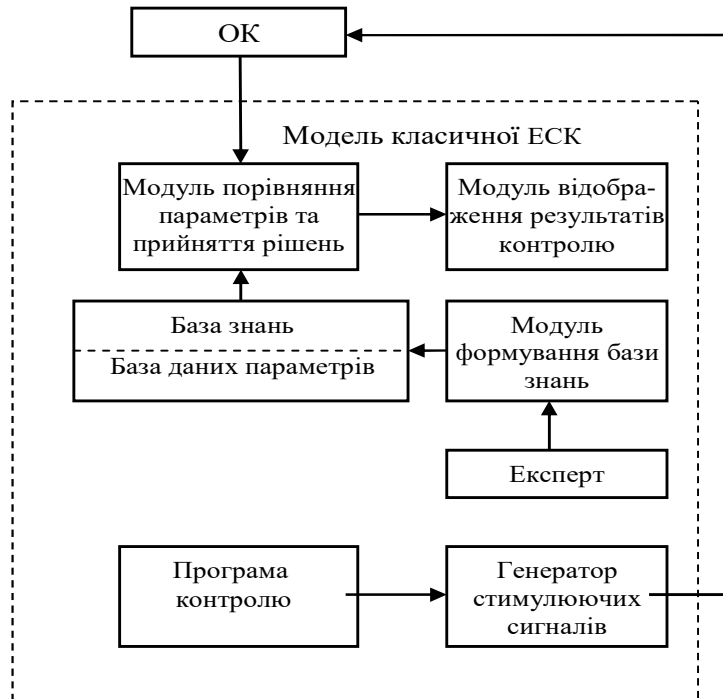 ОК
Модель класичної ЕСК
Модуль порівняння
параметрів та
прийняття рішень
Модуль відобра-
ження результатів
контролю
База знань
База даних параметрів
Модуль
формування бази
знань
Експерт
Програма
контролю
Генератор
стимулюючих
сигналів